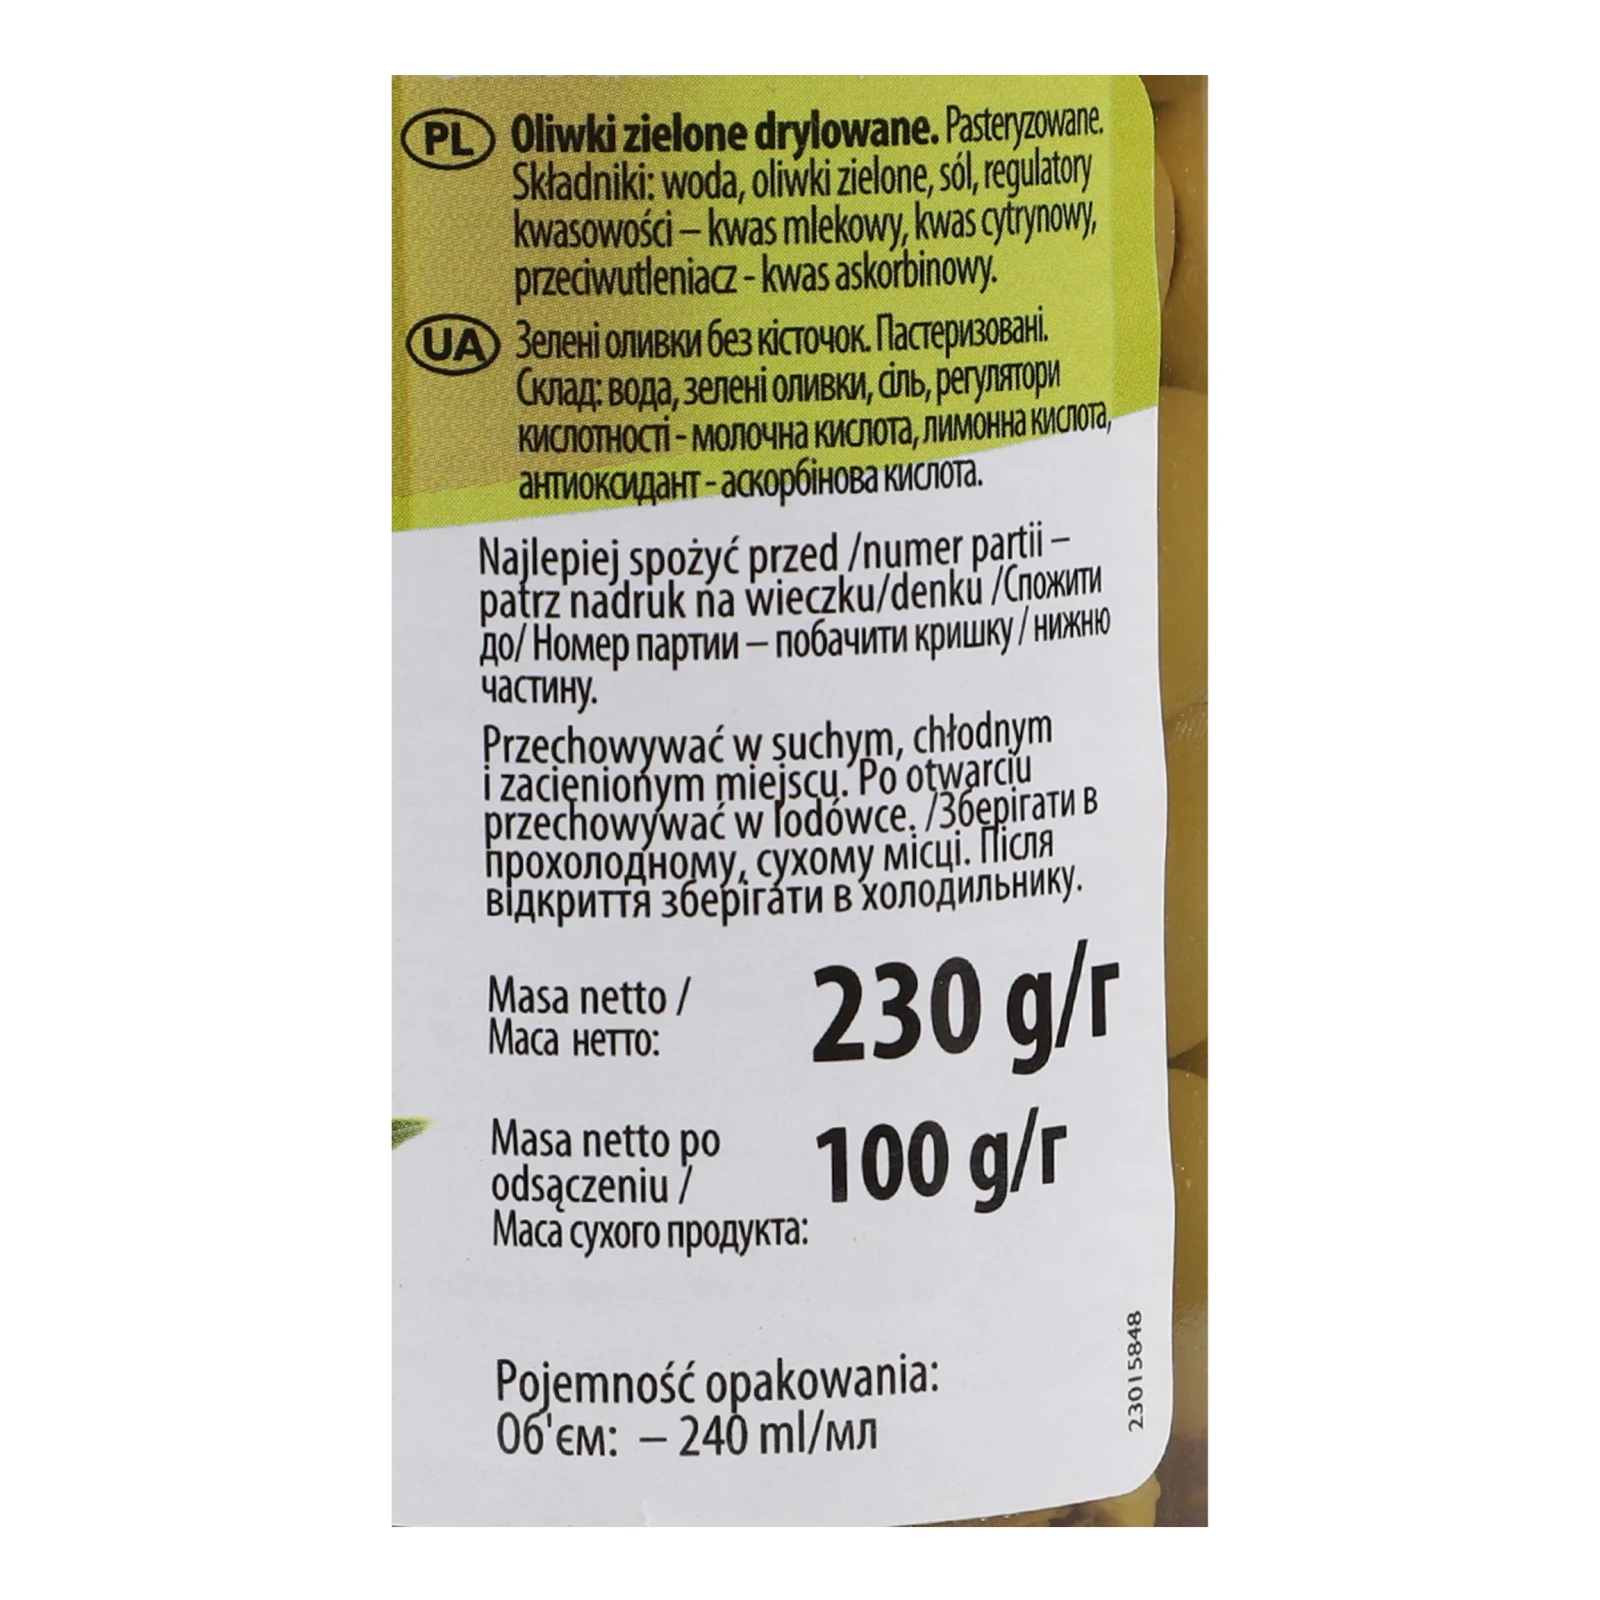 PL Oliwki zielone drylowane. Pasteryzowane.
Składniki: woda, oliwki zielone, sól, regulatory
kwasowości – kwas mlekowy, kwas cytrynowy,
przeciwutleniacz - kwas askorbinowy.
UA Зелені оливки без кісточок. Пастеризовані.
Склад: вода, зелені оливки, сіль, регулятори
кислотності - молочна кислота, лимонна кислота,
антиоксидант - аскорбінова кислота.
Najlepiej spożyć przed /numer partii –
patrz nadruk na wieczku/denku /Спожити
до/ Номер партии – побачити кришку / нижню
частину.
Przechowywać w suchym, chłodnym
i zacienionym miejscu. Po otwarciu
przechowywać w lodówce. /Зберігати в
прохолодному, сухому місці. Після
відкриття зберігати в холодильнику.
Masa netto /
Маса нетто:
230 g/г
Masa netto po
odsączeniu /
Маса сухого продукта:
100 g/г
Pojemność opakowania:
Об'єм: – 240 ml/мл
23015848